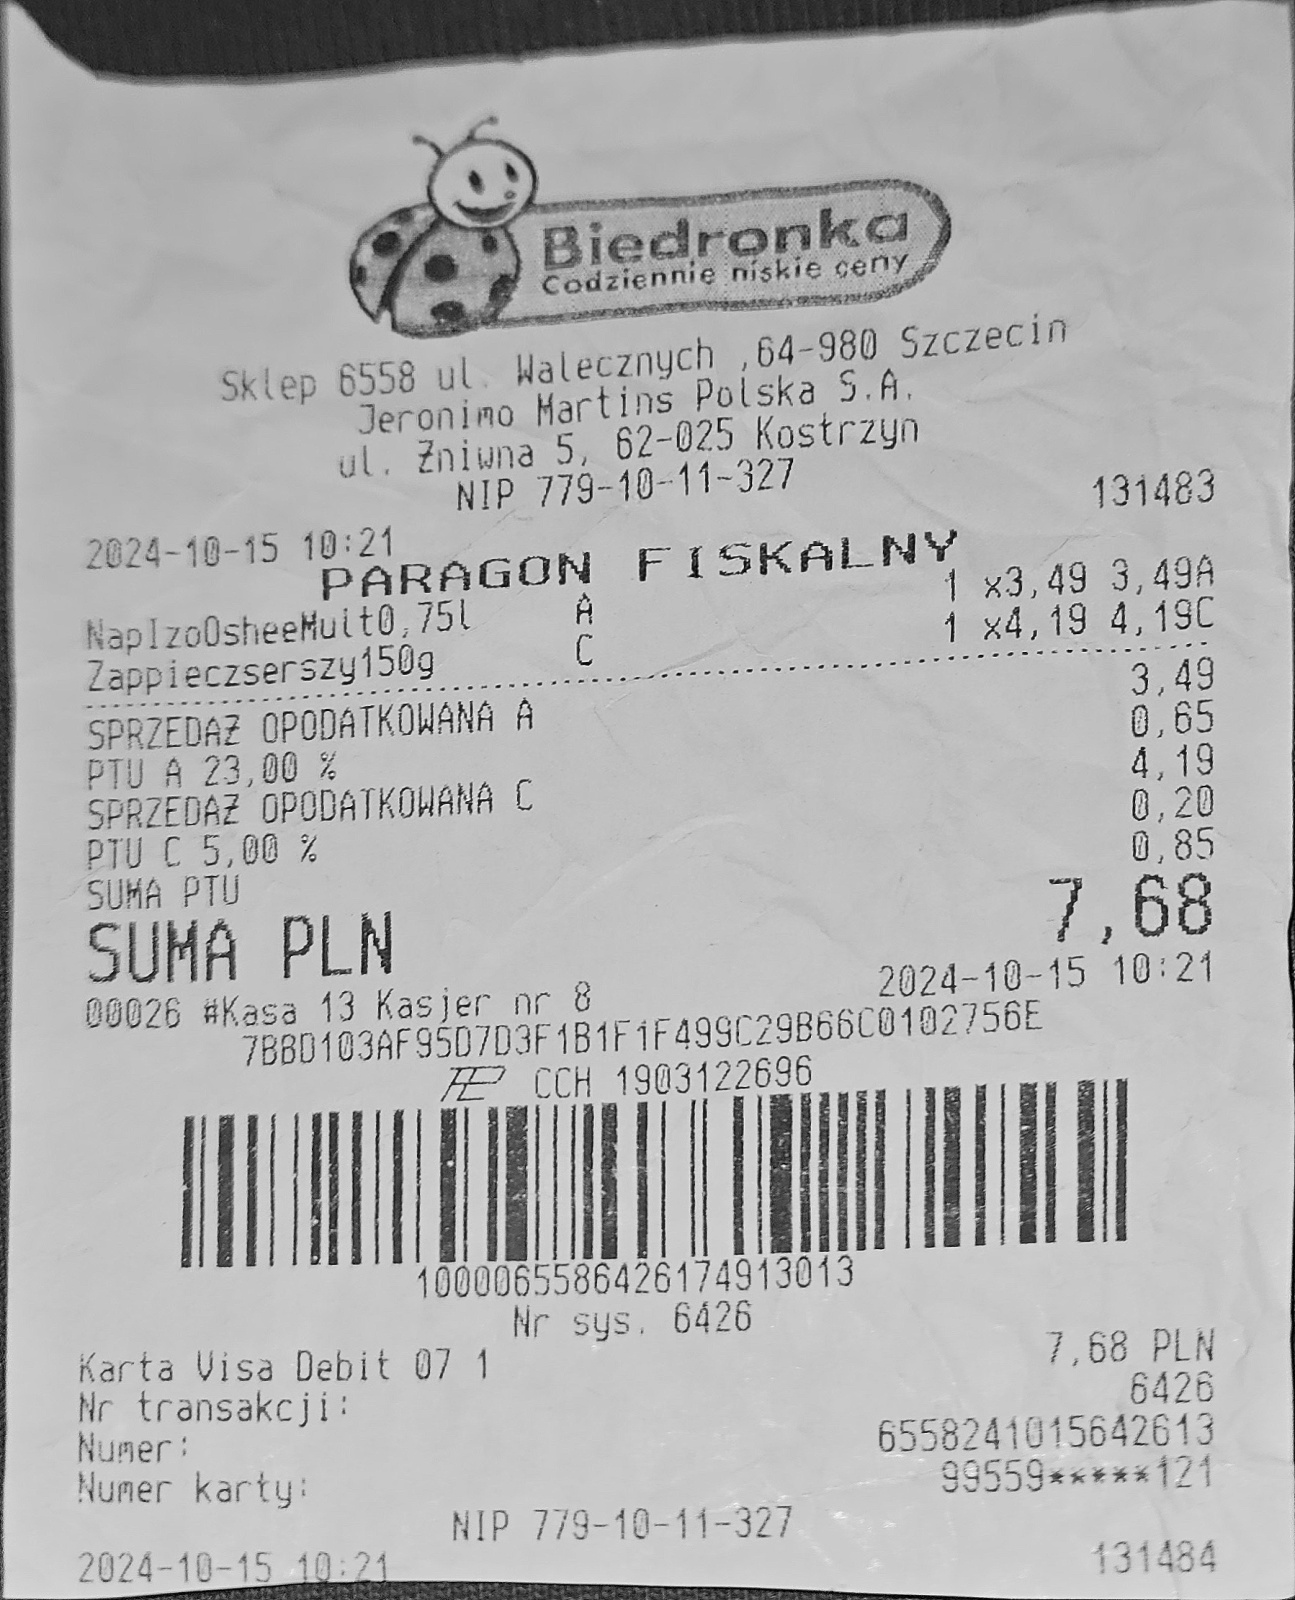 Biedronka
Codziennie niskie ceny
Sklep 6558 ul. Walecznych ,64-980 Szczecin
Jeronimo Martins Polska S.A.
ul. Żniwna 5, 62-025 Kostrzyn
NIP 779-10-11-327
2024-10-15 10:21 131483
PARAGON FISKALNY
NapIzoOsheeMult0,75l A 1 x3,49 3,49A
Zappieczserszy150g C 1 x4,19 4,19C
SPRZEDAŻ OPODATKOWANA A 3,49
PTU A 23,00 % 0,65
SPRZEDAŻ OPODATKOWANA C 4,19
PTU C 5,00 % 0,20
SUMA PTU 0,85
SUMA PLN 7,68
00026 #Kasa 13 Kasjer nr 8 2024-10-15 10:21
7BBD103AF95D7D3F1B1F1F499C29B66C0102756E
CCH 1903122696
1000065586426174913013
Nr sys. 6426
Karta Visa Debit 07 1 7,68 PLN
Nr transakcji: 6426
Numer: 6558241015642613
Numer karty: 99559*****121
NIP 779-10-11-327
2024-10-15 10:21 131484